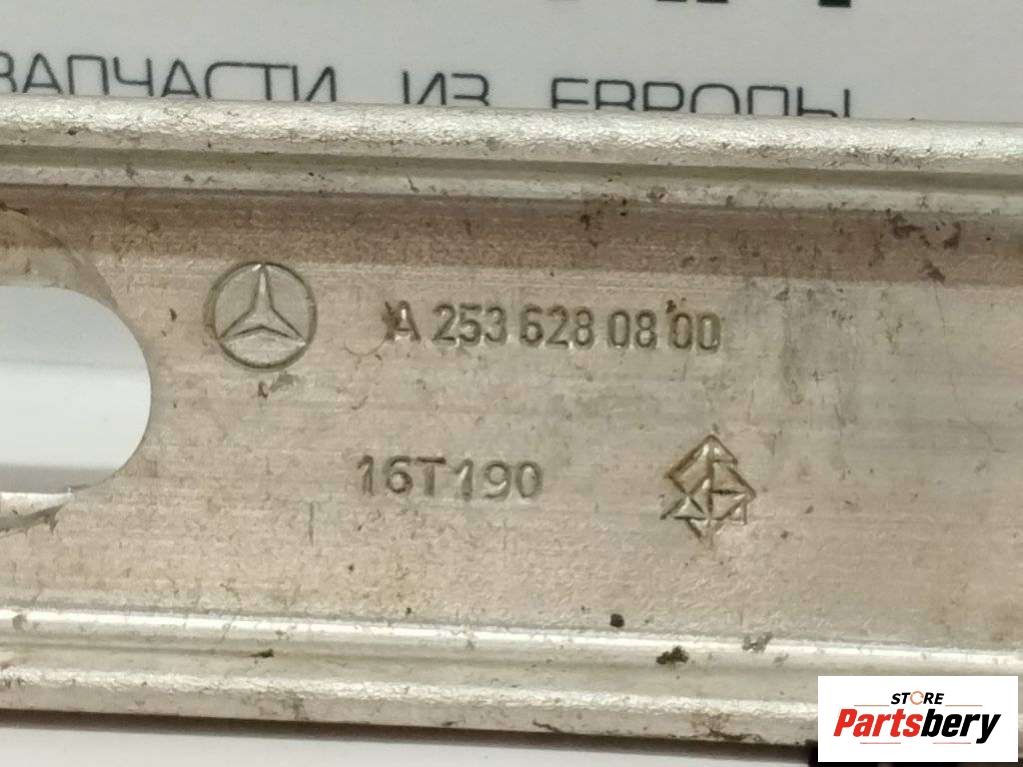 ЗАПЧАСТИ ИЗ ЕВРОПЫ
A 253 628 08 00
16T190
STORE
Partsbery